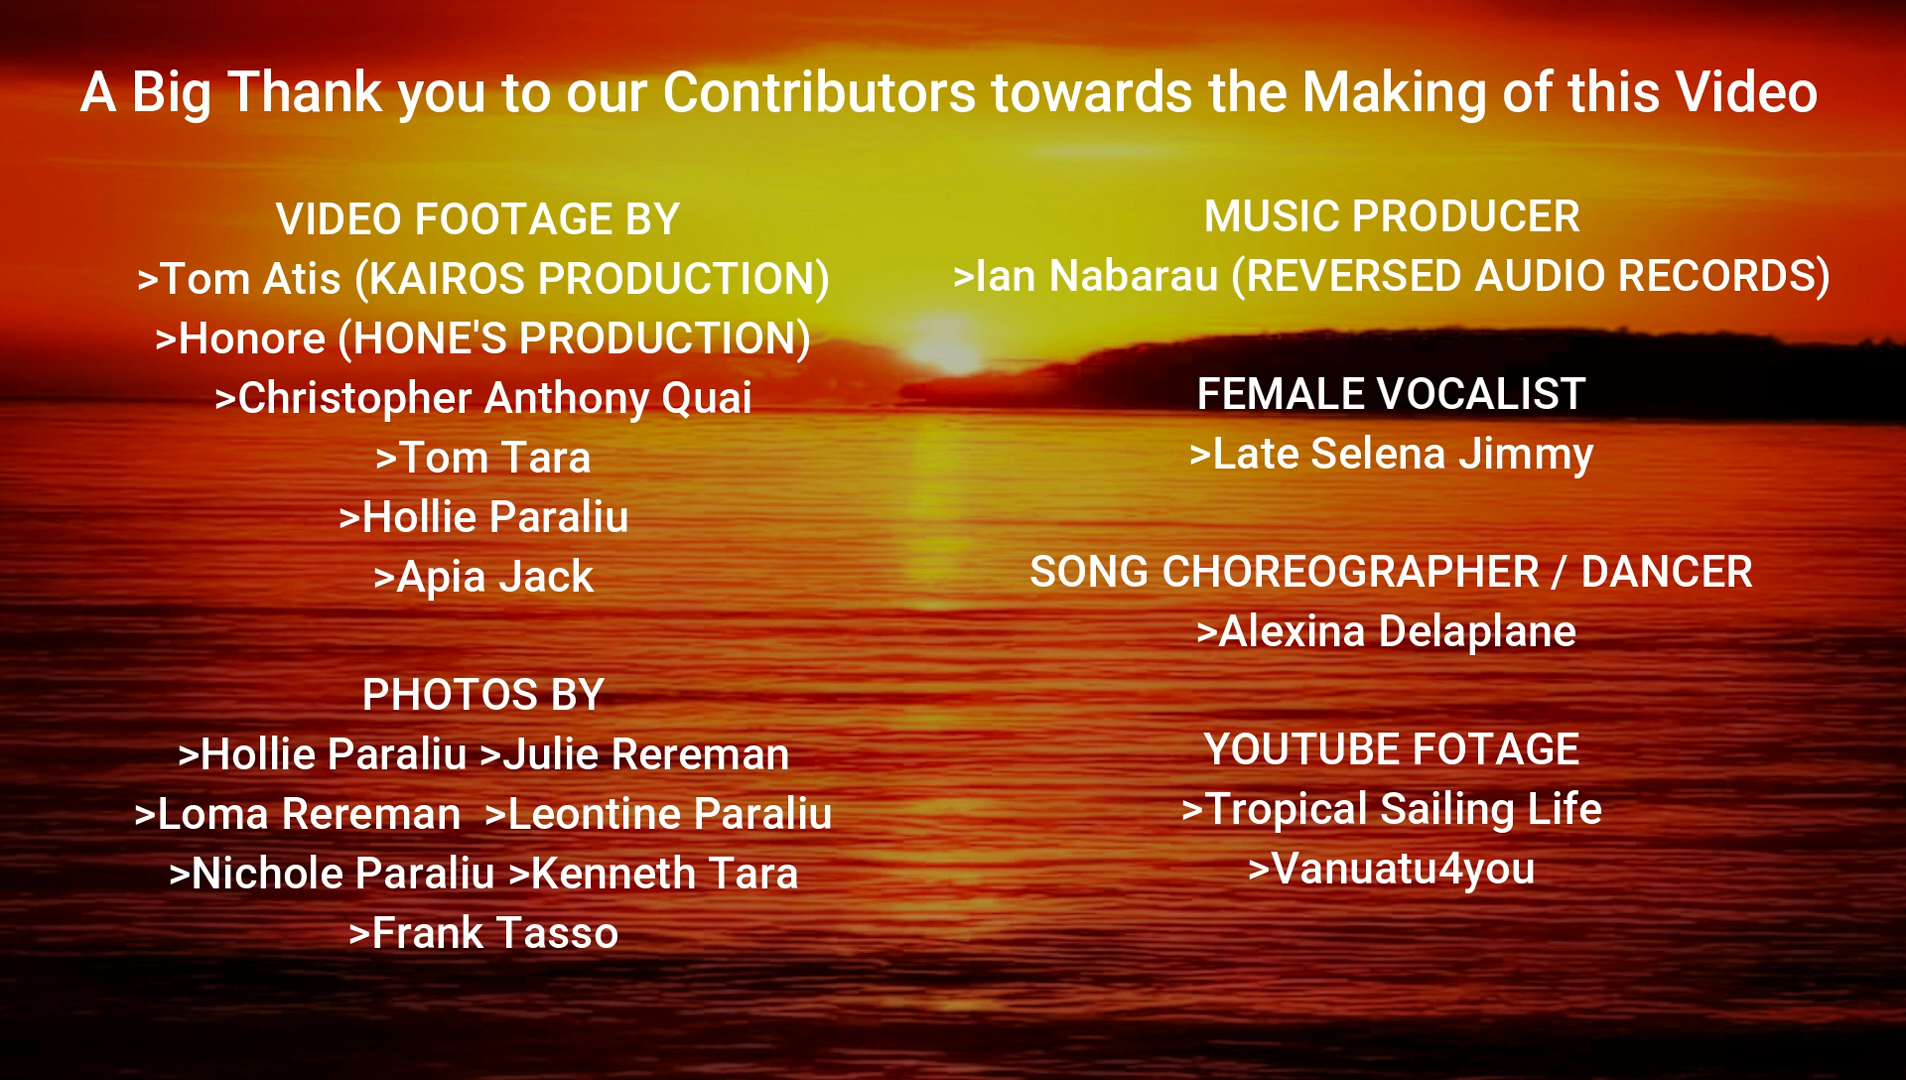 A Big Thank you to our Contributors towards the Making of this Video
VIDEO FOOTAGE BY
>Tom Atis (KAIROS PRODUCTION)
>Honore (HONE'S PRODUCTION)
>Christopher Anthony Quai
>Tom Tara
>Hollie Paraliu
>Apia Jack
PHOTOS BY
>Hollie Paraliu >Julie Rereman
>Loma Rereman >Leontine Paraliu
>Nichole Paraliu >Kenneth Tara
>Frank Tasso
MUSIC PRODUCER
>Ian Nabarau (REVERSED AUDIO RECORDS)
FEMALE VOCALIST
>Late Selena Jimmy
SONG CHOREOGRAPHER / DANCER
>Alexina Delaplane
YOUTUBE FOTAGE
>Tropical Sailing Life
>Vanuatu4you